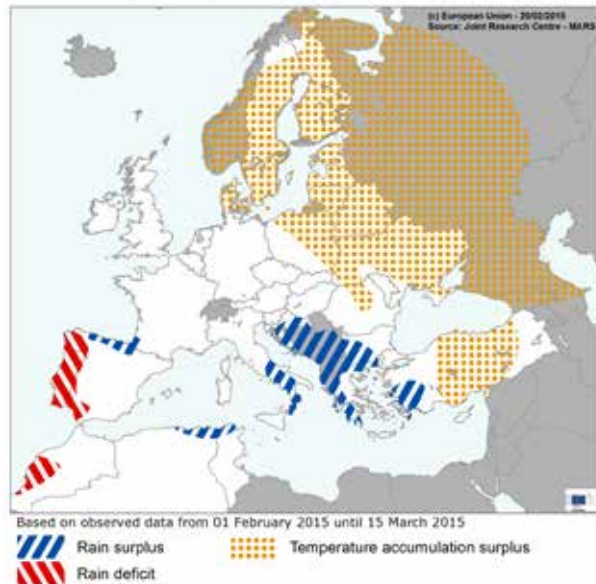 (c) European Union - 20/02/2015
Source: Joint Research Centre - MARS
Based on observed data from 01 February 2015 until 15 March 2015
Rain surplus
Temperature accumulation surplus
Rain deficit